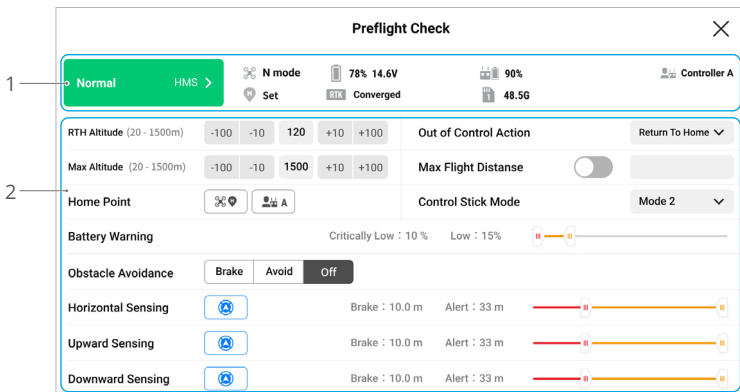 Preflight Check
1
Normal HMS
N mode 78% 14.6V 90% Controller A
Set RTK Converged 1 48.5G
2
RTH Altitude (20 - 1500m) -100 -10 120 +10 +100 Out of Control Action Return To Home
Max Altitude (20 - 1500m) -100 -10 1500 +10 +100 Max Flight Distanse
Home Point H A Control Stick Mode Mode 2
Battery Warning Critically Low : 10 % Low : 15%
Obstacle Avoidance Brake Avoid Off
Horizontal Sensing Brake : 10.0 m Alert : 33 m
Upward Sensing Brake : 10.0 m Alert : 33 m
Downward Sensing Brake : 10.0 m Alert : 33 m